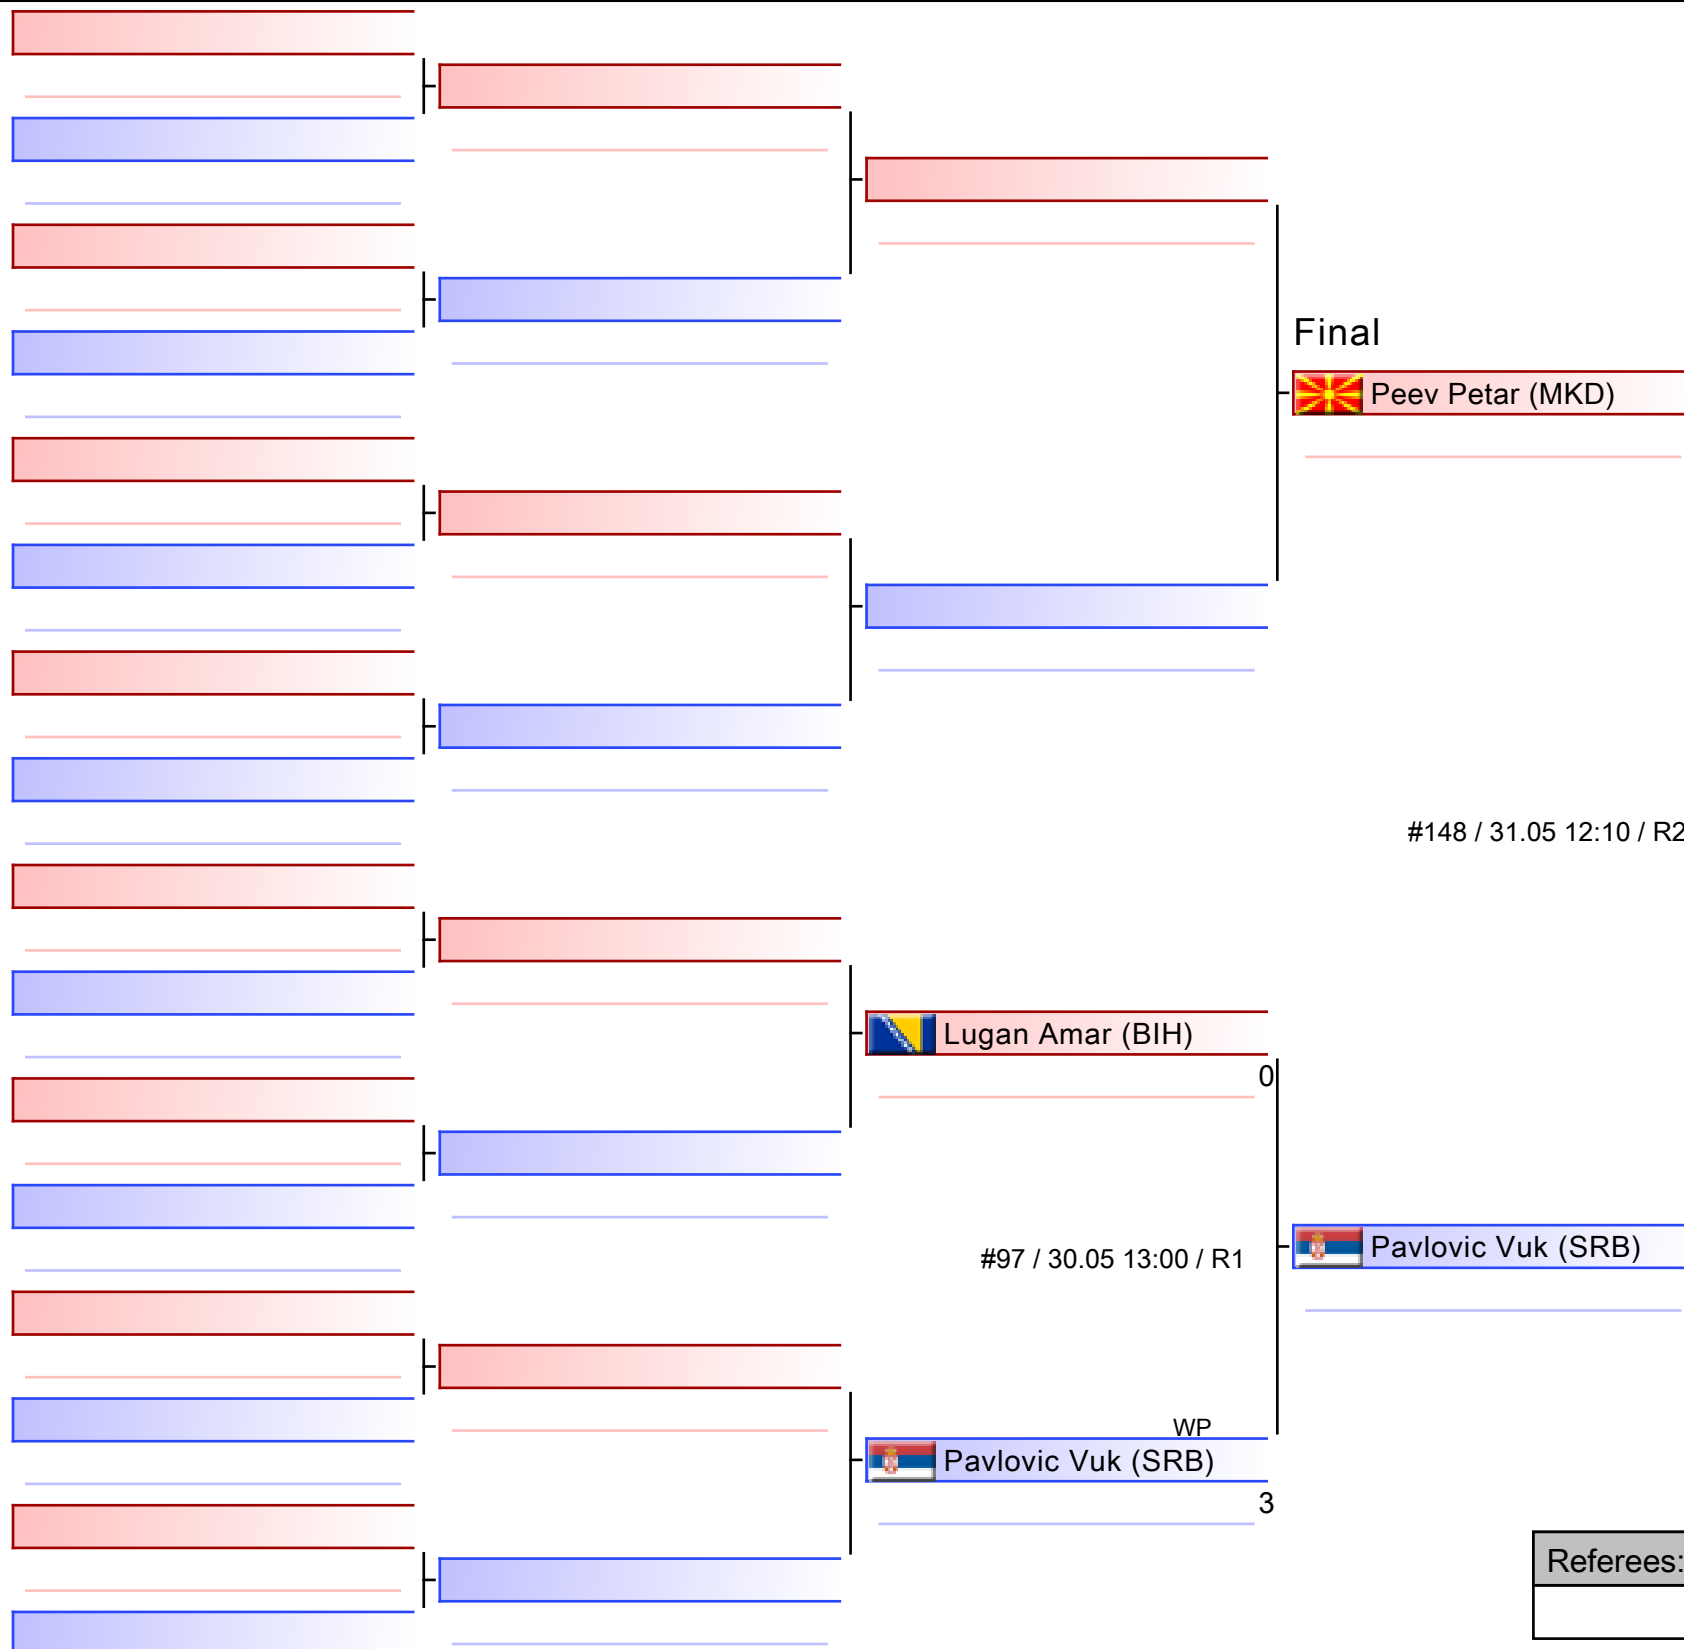 Final
Peev Petar (MKD)
#148 / 31.05 12:10 / R2
Lugan Amar (BIH)
0
Pavlovic Vuk (SRB)
#97 / 30.05 13:00 / R1
WP
Pavlovic Vuk (SRB)
3
Referees: